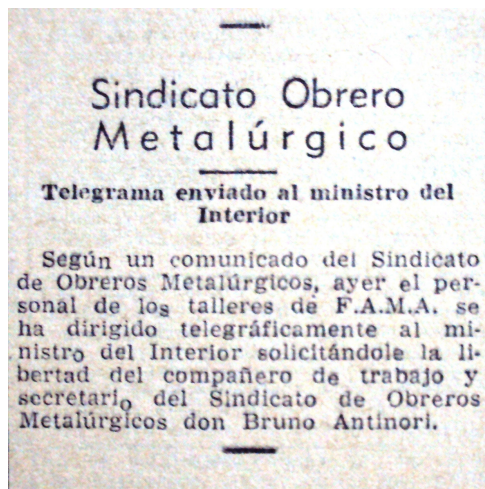 Sindicato Obrero
Metalúrgico
Telegrama enviado al ministro del
Interior
Según un comunicado del Sindicato
de Obreros Metalúrgicos, ayer el per-
sonal de los talleres de F.A.M.A. se
ha dirigido telegráficamente al mi-
nistro del Interior solicitándole la li-
bertad del compañero de trabajo y
secretario del Sindicato de Obreros
Metalúrgicos don Bruno Antinori.